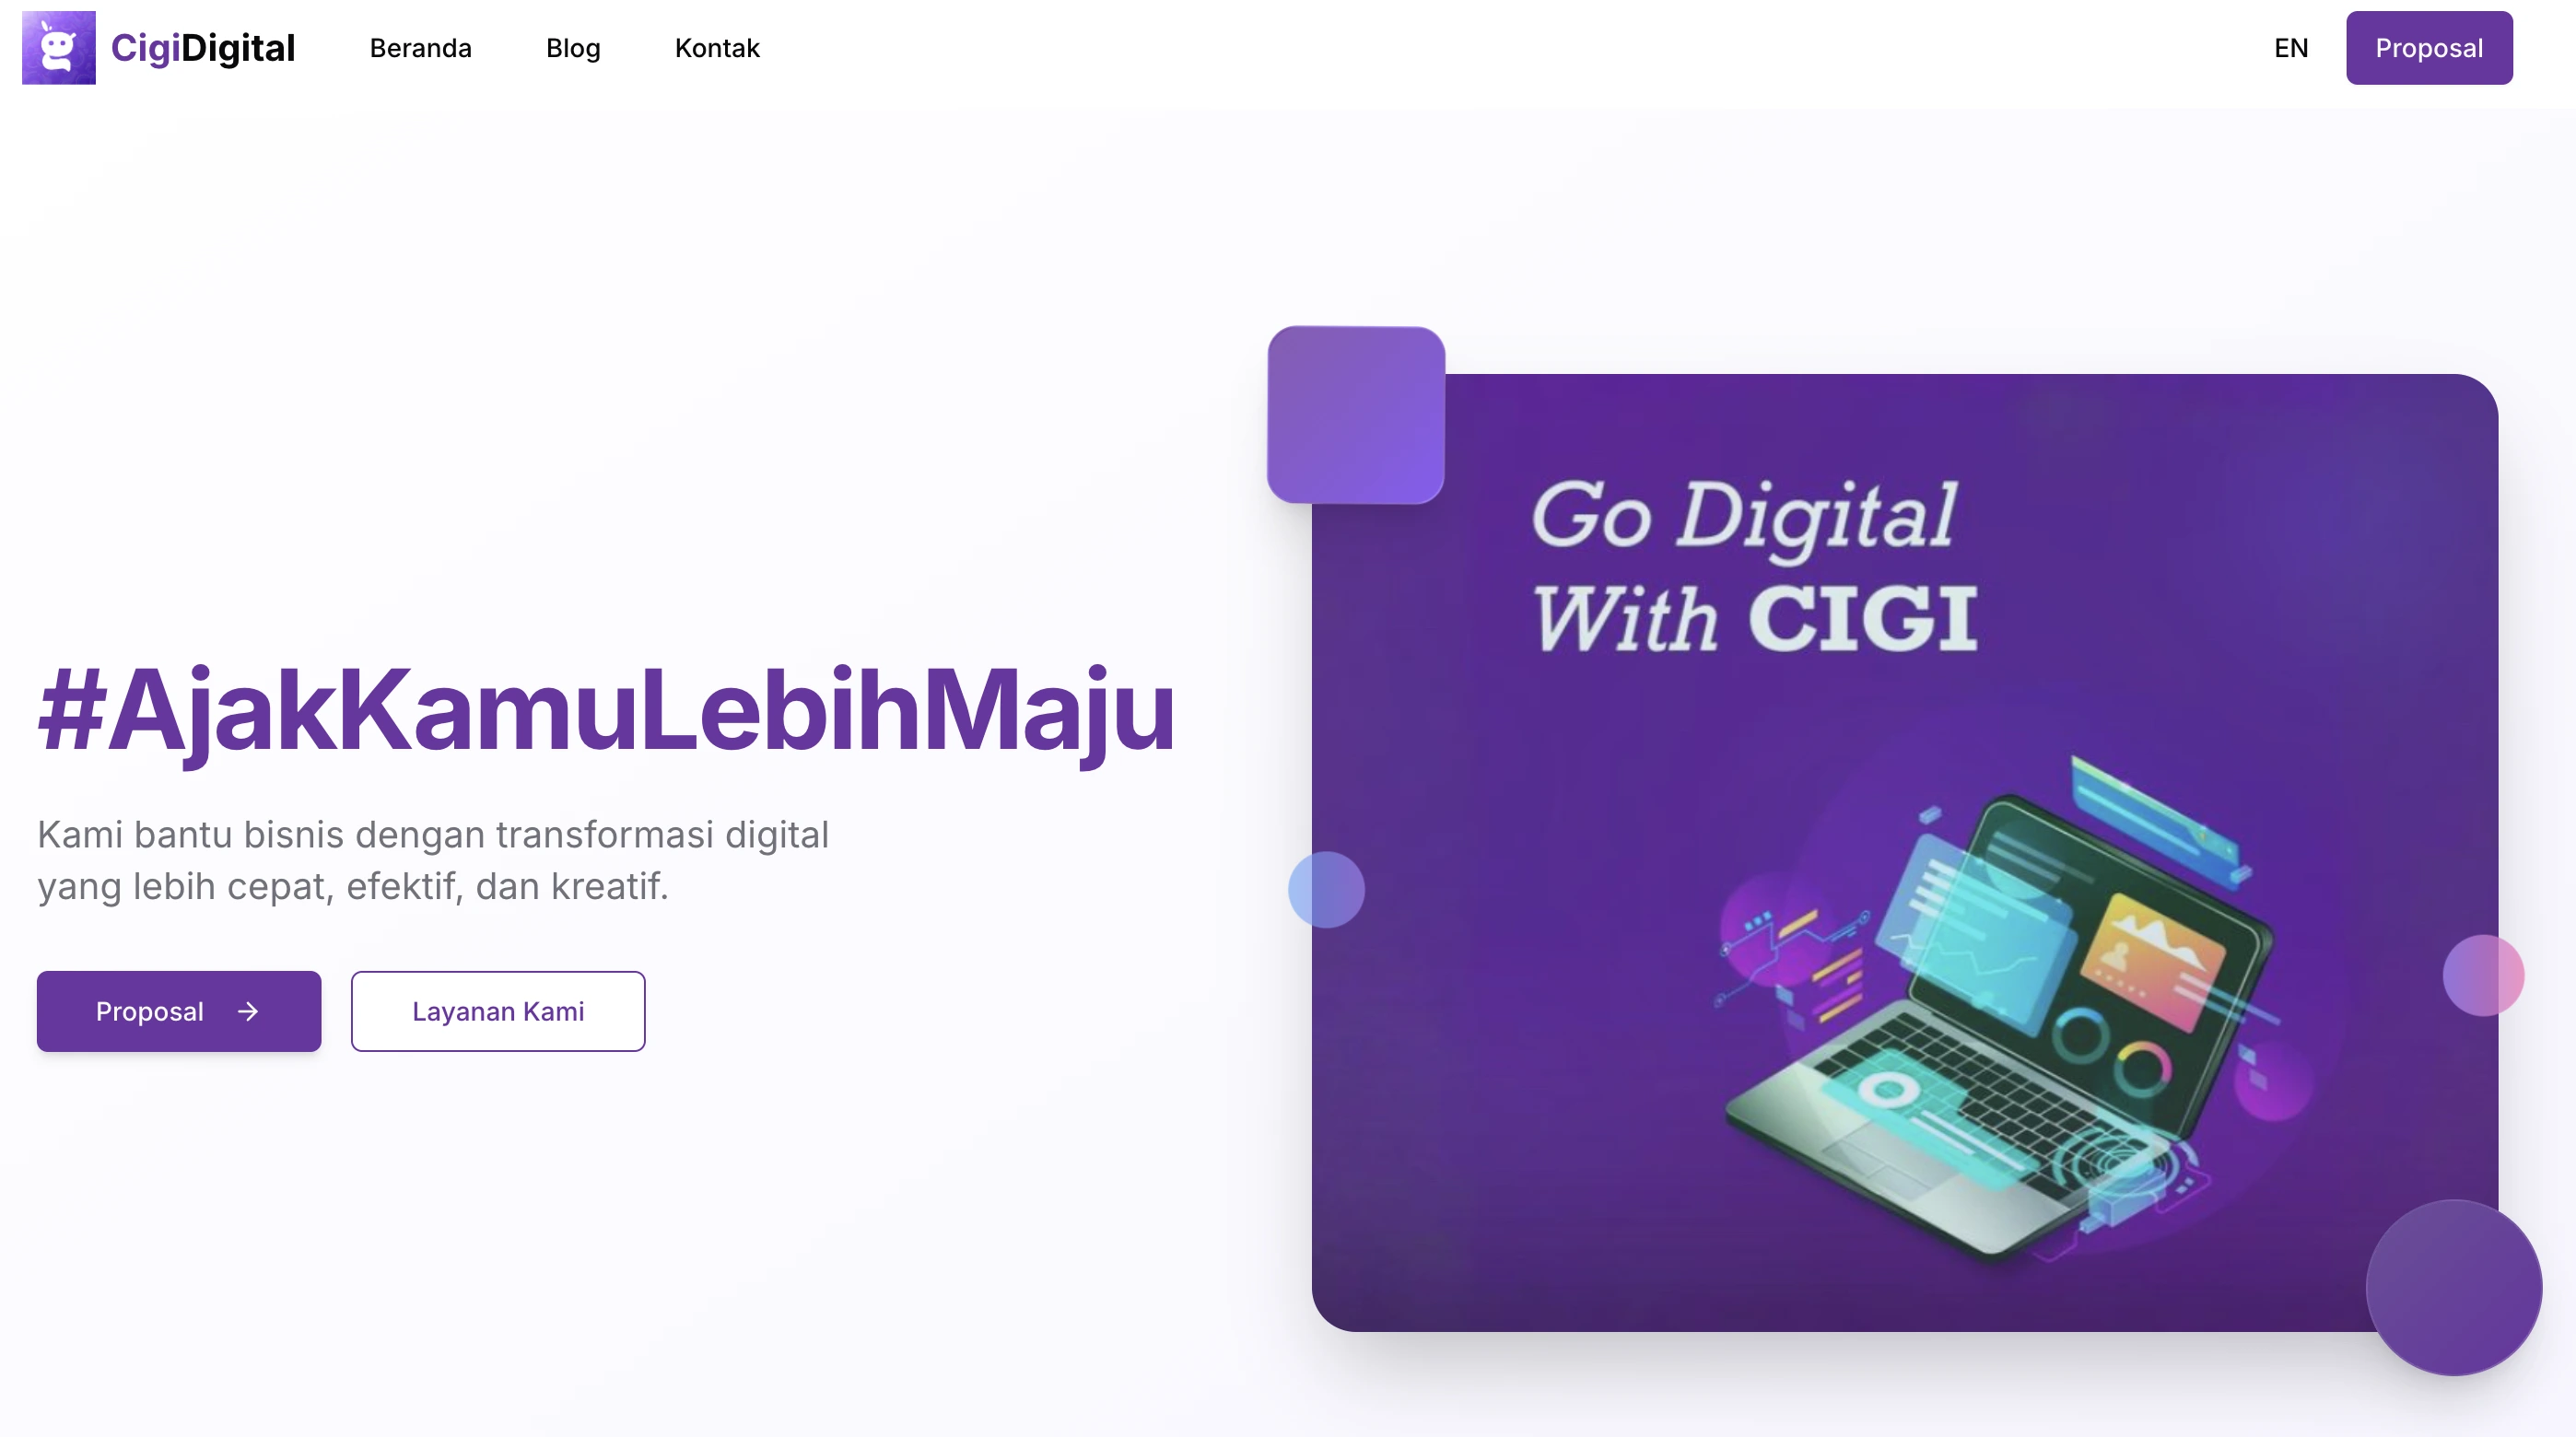 CigiDigital
Beranda
Blog
Kontak
EN
Proposal
#AjakKamuLebihMaju
Kami bantu bisnis dengan transformasi digital
yang lebih cepat, efektif, dan kreatif.
Proposal
Layanan Kami
Go Digital
With CIGI